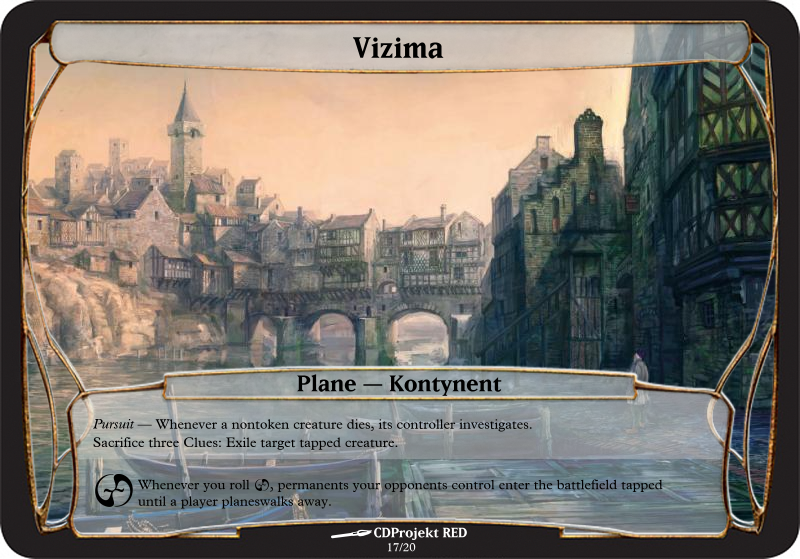 Vizima
Plane — Kontynent
Pursuit — Whenever a nontoken creature dies, its controller investigates.
Sacrifice three Clues: Exile target tapped creature.
Whenever you roll , permanents your opponents control enter the battlefield tapped
until a player planeswalks away.
CDProjekt RED
17/20